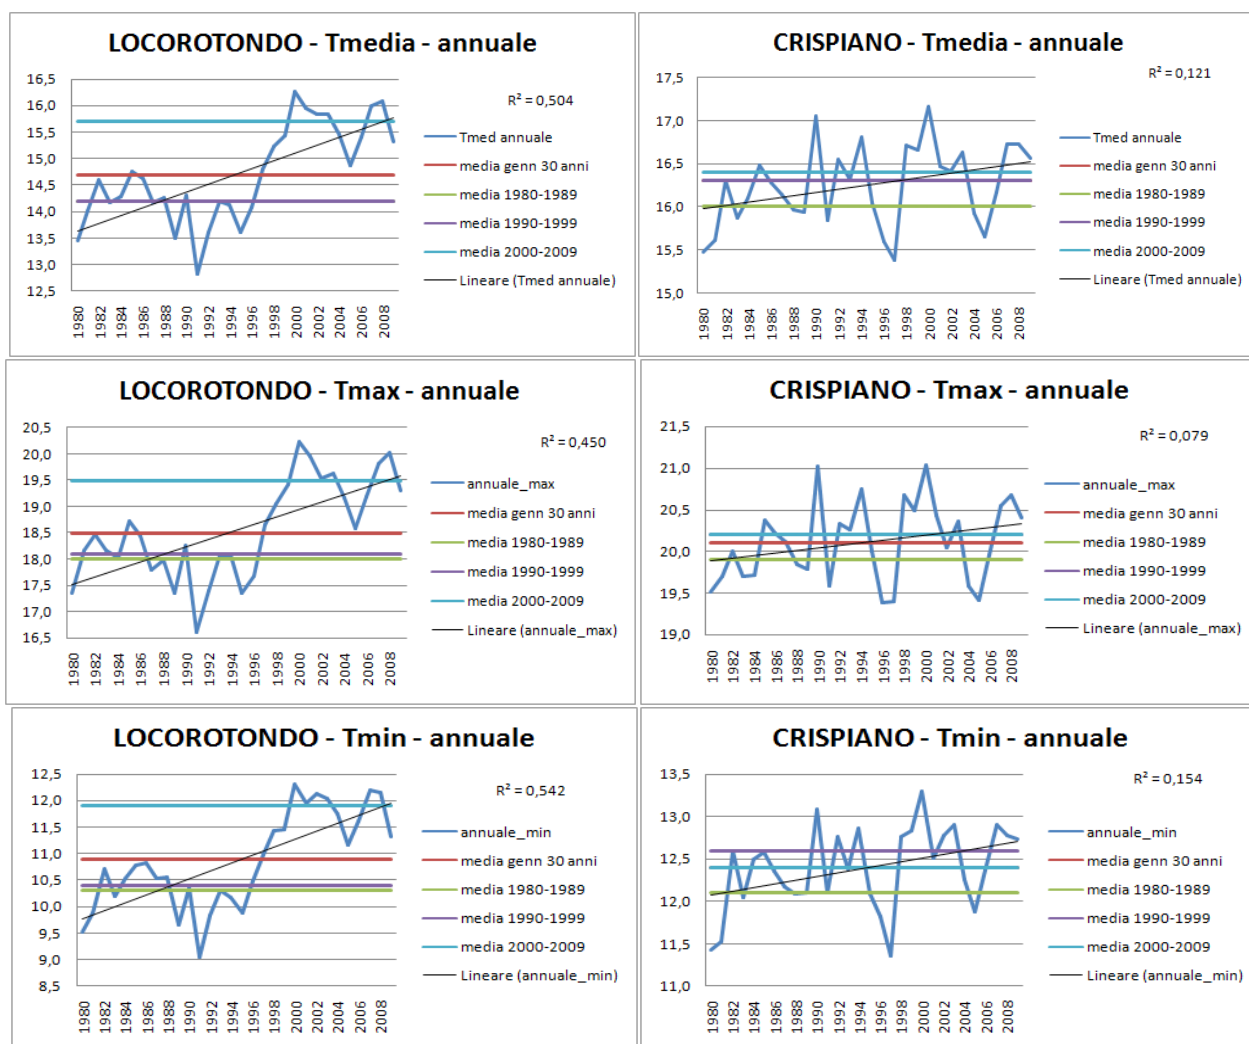 LOCOROTONDO - Tmedia - annuale
R² = 0,504
16,5
16,0
15,5
15,0
14,5
14,0
13,5
13,0
12,5
1980
1982
1984
1986
1988
1990
1992
1994
1996
1998
2000
2002
2004
2006
2008
Tmed annuale
media genn 30 anni
media 1980-1989
media 1990-1999
media 2000-2009
Lineare (Tmed annuale)
CRISPIANO - Tmedia - annuale
R² = 0,121
17,5
17,0
16,5
16,0
15,5
15,0
1980
1982
1984
1986
1988
1990
1992
1994
1996
1998
2000
2002
2004
2006
2008
Tmed annuale
media genn 30 anni
media 1980-1989
media 1990-1999
media 2000-2009
Lineare (Tmed annuale)
LOCOROTONDO - Tmax - annuale
R² = 0,450
20,5
20,0
19,5
19,0
18,5
18,0
17,5
17,0
16,5
1980
1982
1984
1986
1988
1990
1992
1994
1996
1998
2000
2002
2004
2006
2008
annuale_max
media genn 30 anni
media 1980-1989
media 1990-1999
media 2000-2009
Lineare (annuale_max)
CRISPIANO - Tmax - annuale
R² = 0,079
21,5
21,0
20,5
20,0
19,5
19,0
1980
1982
1984
1986
1988
1990
1992
1994
1996
1998
2000
2002
2004
2006
2008
annuale_max
media genn 30 anni
media 1980-1989
media 1990-1999
media 2000-2009
Lineare (annuale_max)
LOCOROTONDO - Tmin - annuale
R² = 0,542
12,5
12,0
11,5
11,0
10,5
10,0
9,5
9,0
8,5
1980
1982
1984
1986
1988
1990
1992
1994
1996
1998
2000
2002
2004
2006
2008
annuale_min
media genn 30 anni
media 1980-1989
media 1990-1999
media 2000-2009
Lineare (annuale_min)
CRISPIANO - Tmin - annuale
R² = 0,154
13,5
13,0
12,5
12,0
11,5
11,0
1980
1982
1984
1986
1988
1990
1992
1994
1996
1998
2000
2002
2004
2006
2008
annuale_min
media genn 30 anni
media 1980-1989
media 1990-1999
media 2000-2009
Lineare (annuale_min)